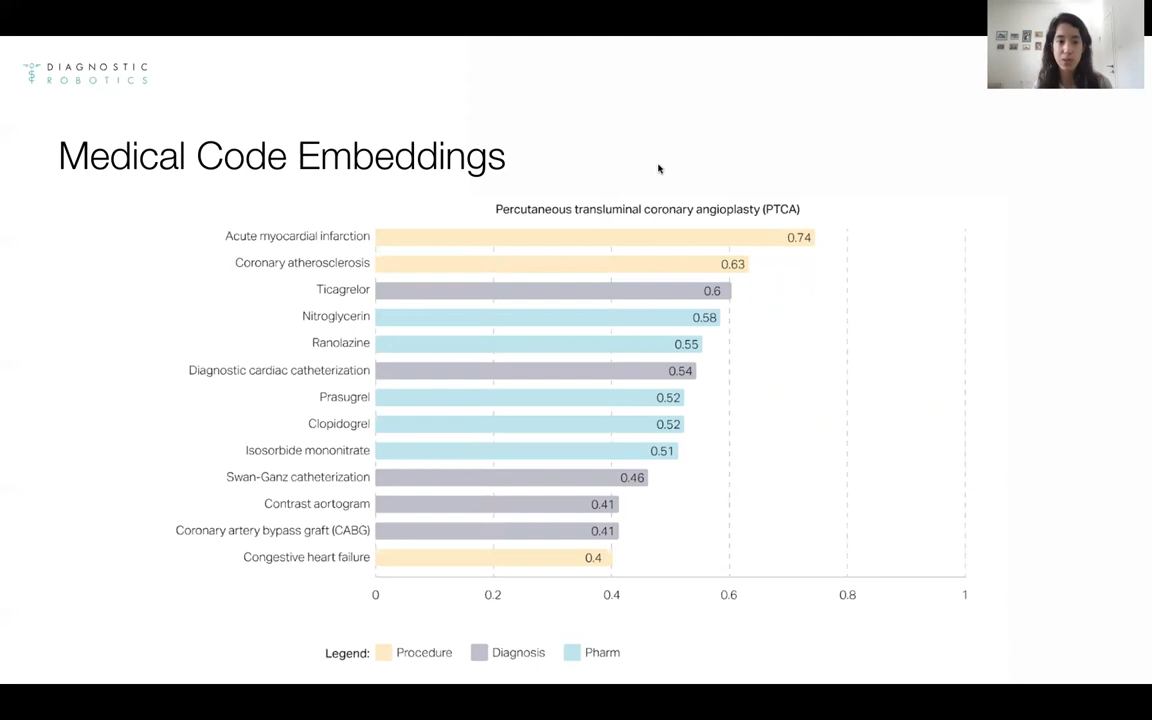 DIAGNOSTIC
ROBOTICS
Medical Code Embeddings
Percutaneous transluminal coronary angioplasty (PTCA)
Acute myocardial infarction 0.74
Coronary atherosclerosis 0.63
Ticagrelor 0.6
Nitroglycerin 0.58
Ranolazine 0.55
Diagnostic cardiac catheterization 0.54
Prasugrel 0.52
Clopidogrel 0.52
Isosorbide mononitrate 0.51
Swan-Ganz catheterization 0.46
Contrast aortogram 0.41
Coronary artery bypass graft (CABG) 0.41
Congestive heart failure 0.4
0 0.2 0.4 0.6 0.8 1
Legend: Procedure Diagnosis Pharm